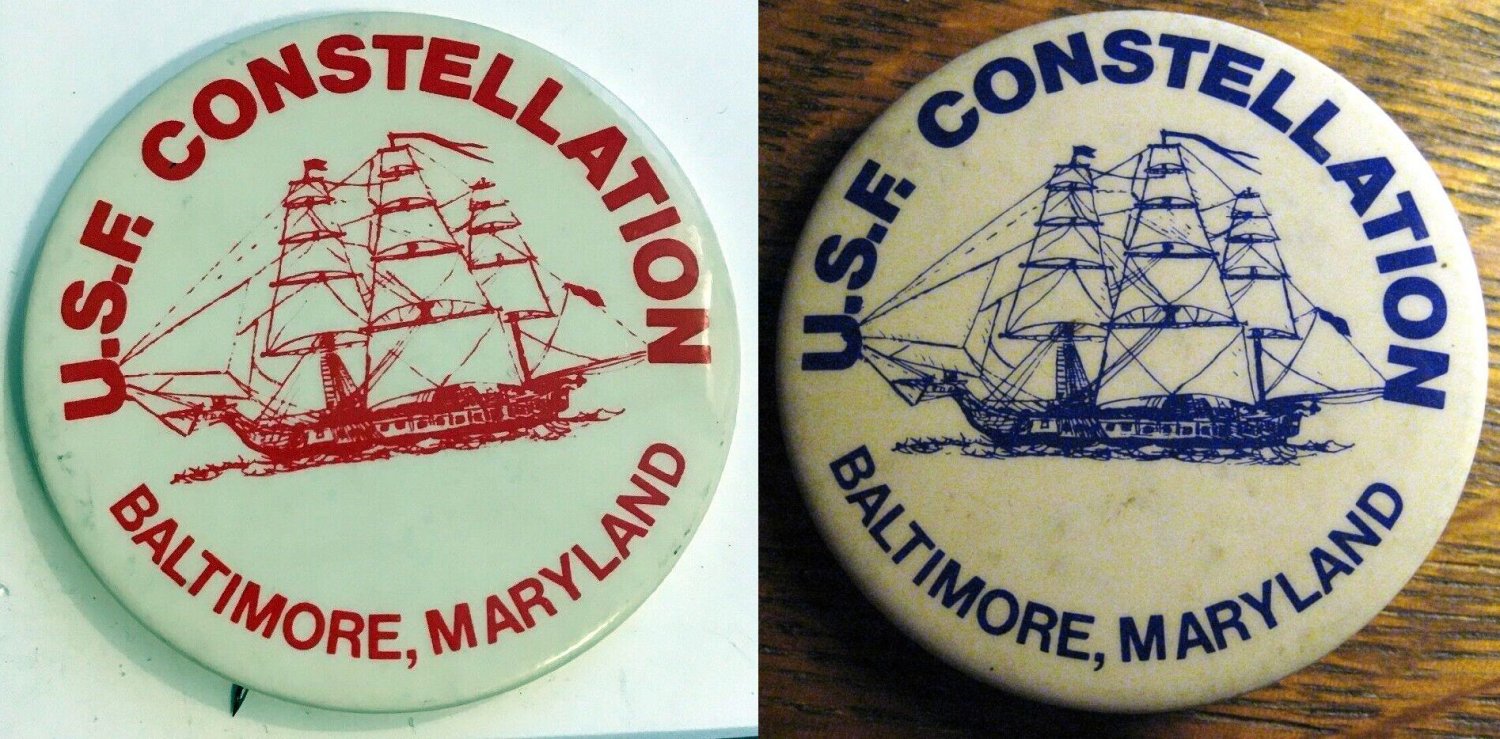 U.S.F. CONSTELLATION
BALTIMORE, MARYLAND
U.S.F. CONSTELLATION
BALTIMORE, MARYLAND